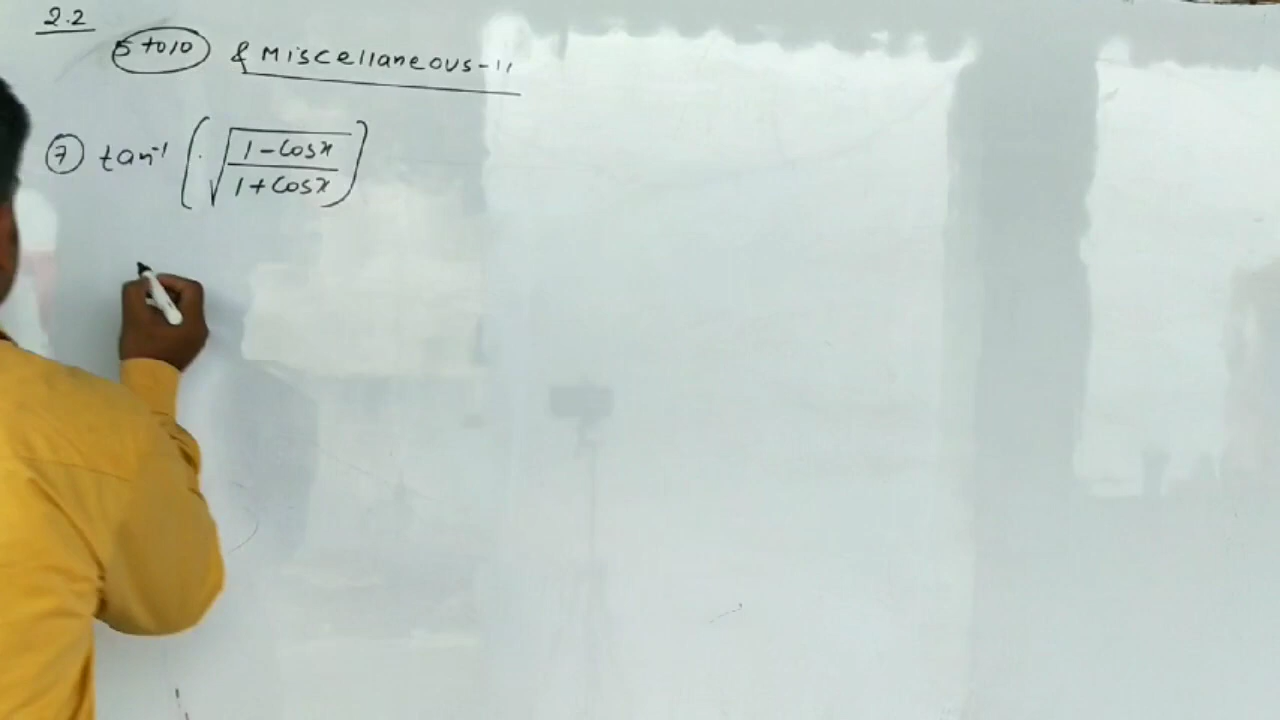 2.2
5 to 10 & Miscellaneous - 11
7 tan⁻¹ (√((1 - cosx)/(1 + cosx)))